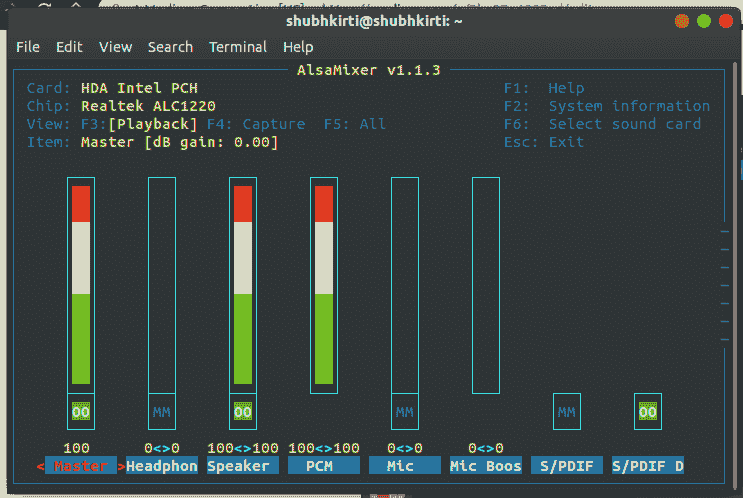 shubhkirti@shubhkirti: ~
File Edit View Search Terminal Help
AlsaMixer v1.1.3
Card: HDA Intel PCH F1: Help
Chip: Realtek ALC1220 F2: System information
View: F3:[Playback] F4: Capture F5: All F6: Select sound card
Item: Master [dB gain: 0.00] Esc: Exit
OO MM OO MM MM OO
100 0<>0 100<>100 100<>100 0<>0 0<>0
< Master >Headphon Speaker PCM Mic Mic Boos S/PDIF S/PDIF D